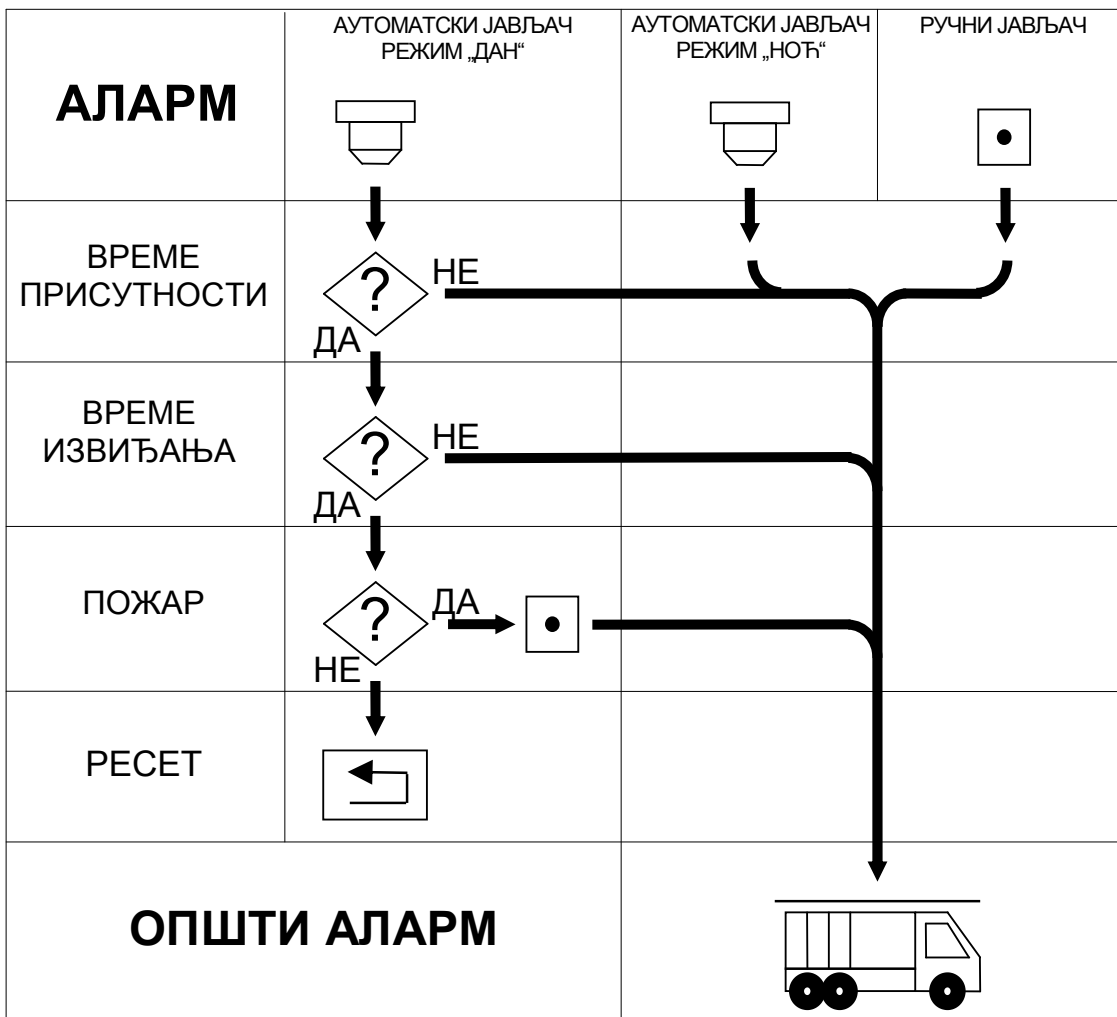 АУТОМАТСКИ ЈАВЉАЧ
РЕЖИМ „ДАН“
АУТОМАТСКИ ЈАВЉАЧ
РЕЖИМ „НОЋ“
РУЧНИ ЈАВЉАЧ
АЛАРМ
ВРЕМЕ
ПРИСУТНОСТИ
?
НЕ
ДА
ВРЕМЕ
ИЗВИЂАЊА
?
НЕ
ДА
ПОЖАР
?
ДА
НЕ
РЕСЕТ
ОПШТИ АЛАРМ